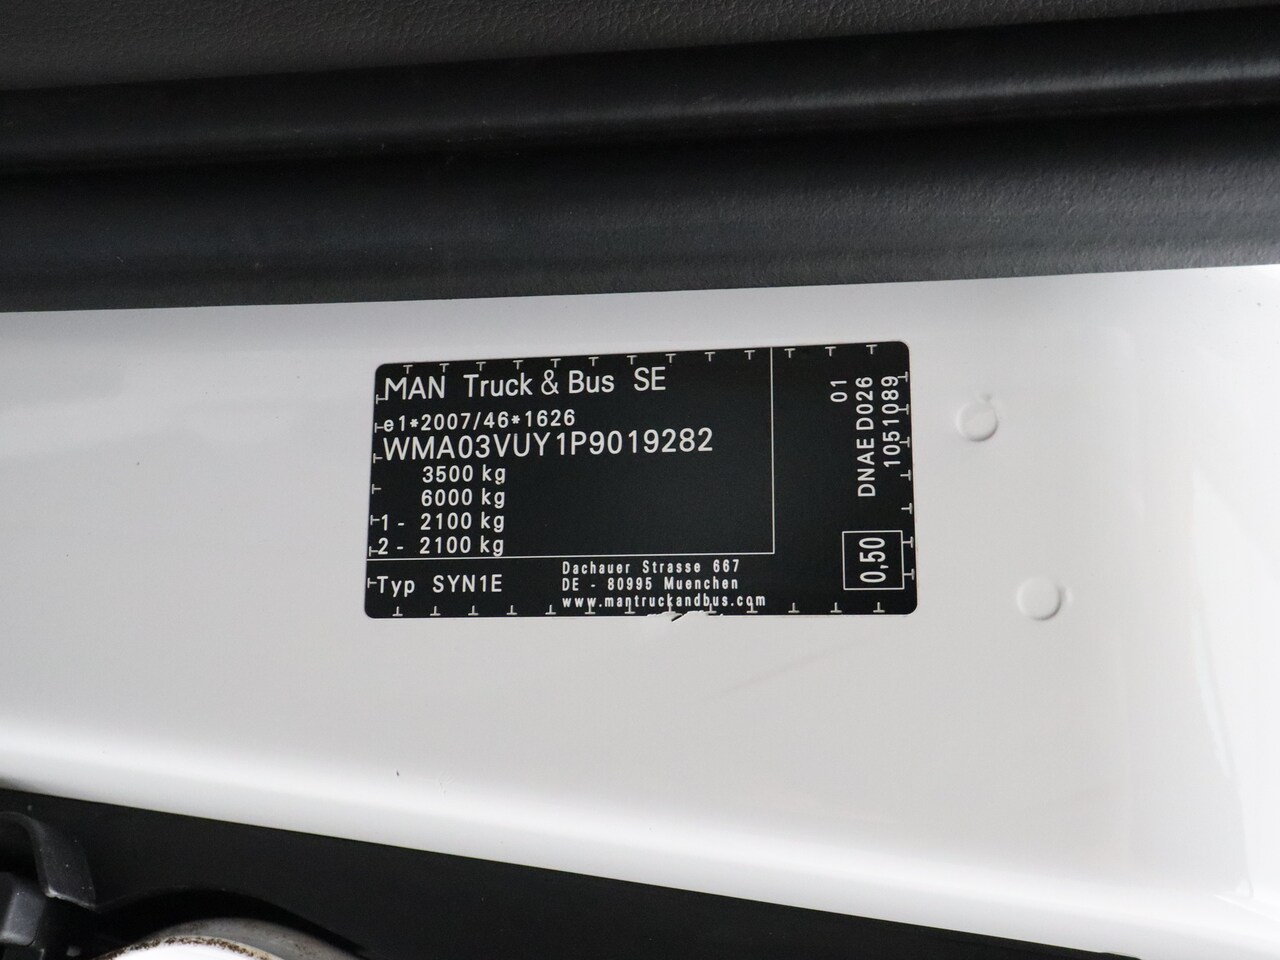 MAN Truck & Bus SE
e1*2007/46*1626
WMA03VUY1P9019282
3500 kg
6000 kg
1 - 2100 kg
2 - 2100 kg
Typ SYN1E
Dachauer Strasse 667
DE - 80995 Muenchen
www.mantruckandbus.com
01
DNAE D026
1051089
0,50